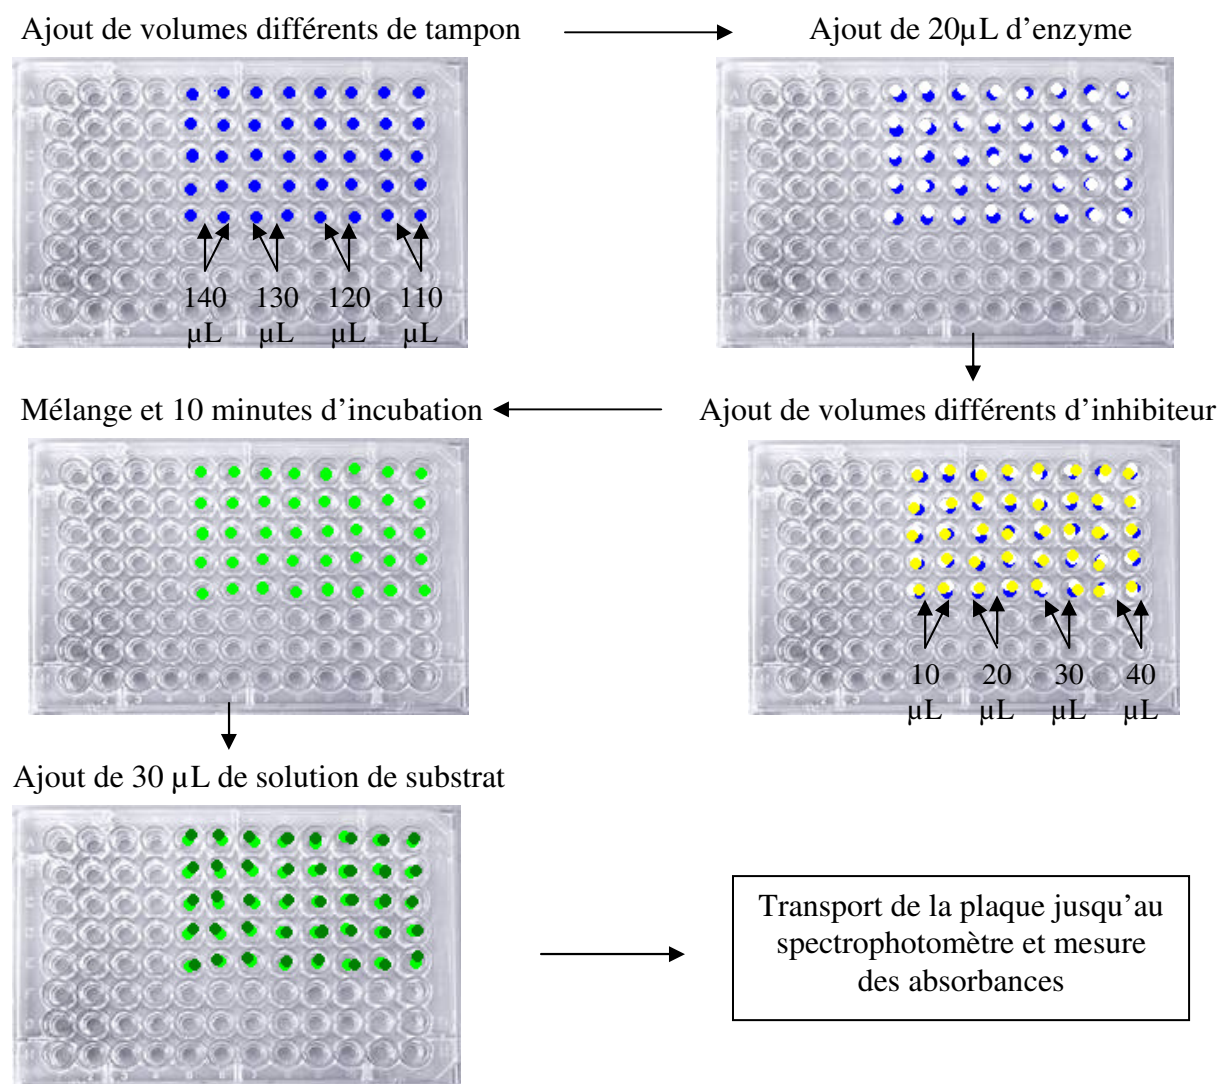 Ajout de volumes différents de tampon
Ajout de 20µL d’enzyme
140 130 120 110
µL µL µL µL
Mélange et 10 minutes d’incubation
Ajout de volumes différents d’inhibiteur
10 20 30 40
µL µL µL µL
Ajout de 30 µL de solution de substrat
Transport de la plaque jusqu’au
spectrophotomètre et mesure
des absorbances